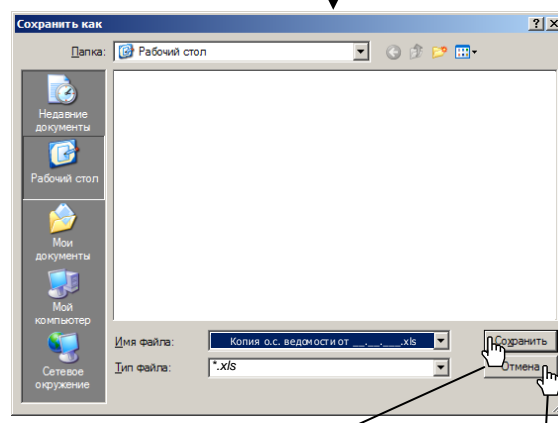 Сохранить как
Папка: Рабочий стол
Недавние
документы
Рабочий стол
Мои
документы
Мой
компьютер
Сетевое
окружение
Имя файла: Копия о.с. ведомости от __.__.____.xls
Сохранить
Тип файла: *.xls
Отмена